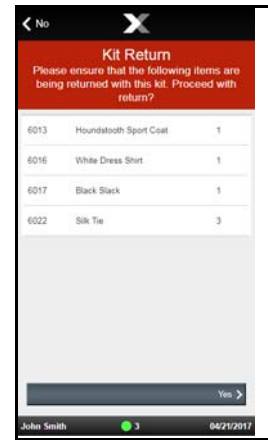 No
Kit Return
Please ensure that the following items are
being returned with this kit. Proceed with
return?
6013 Houndstooth Sport Coat 1
6016 White Dress Shirt 1
6017 Black Slack 1
6022 Silk Tie 3
Yes
John Smith 3 04/21/2017